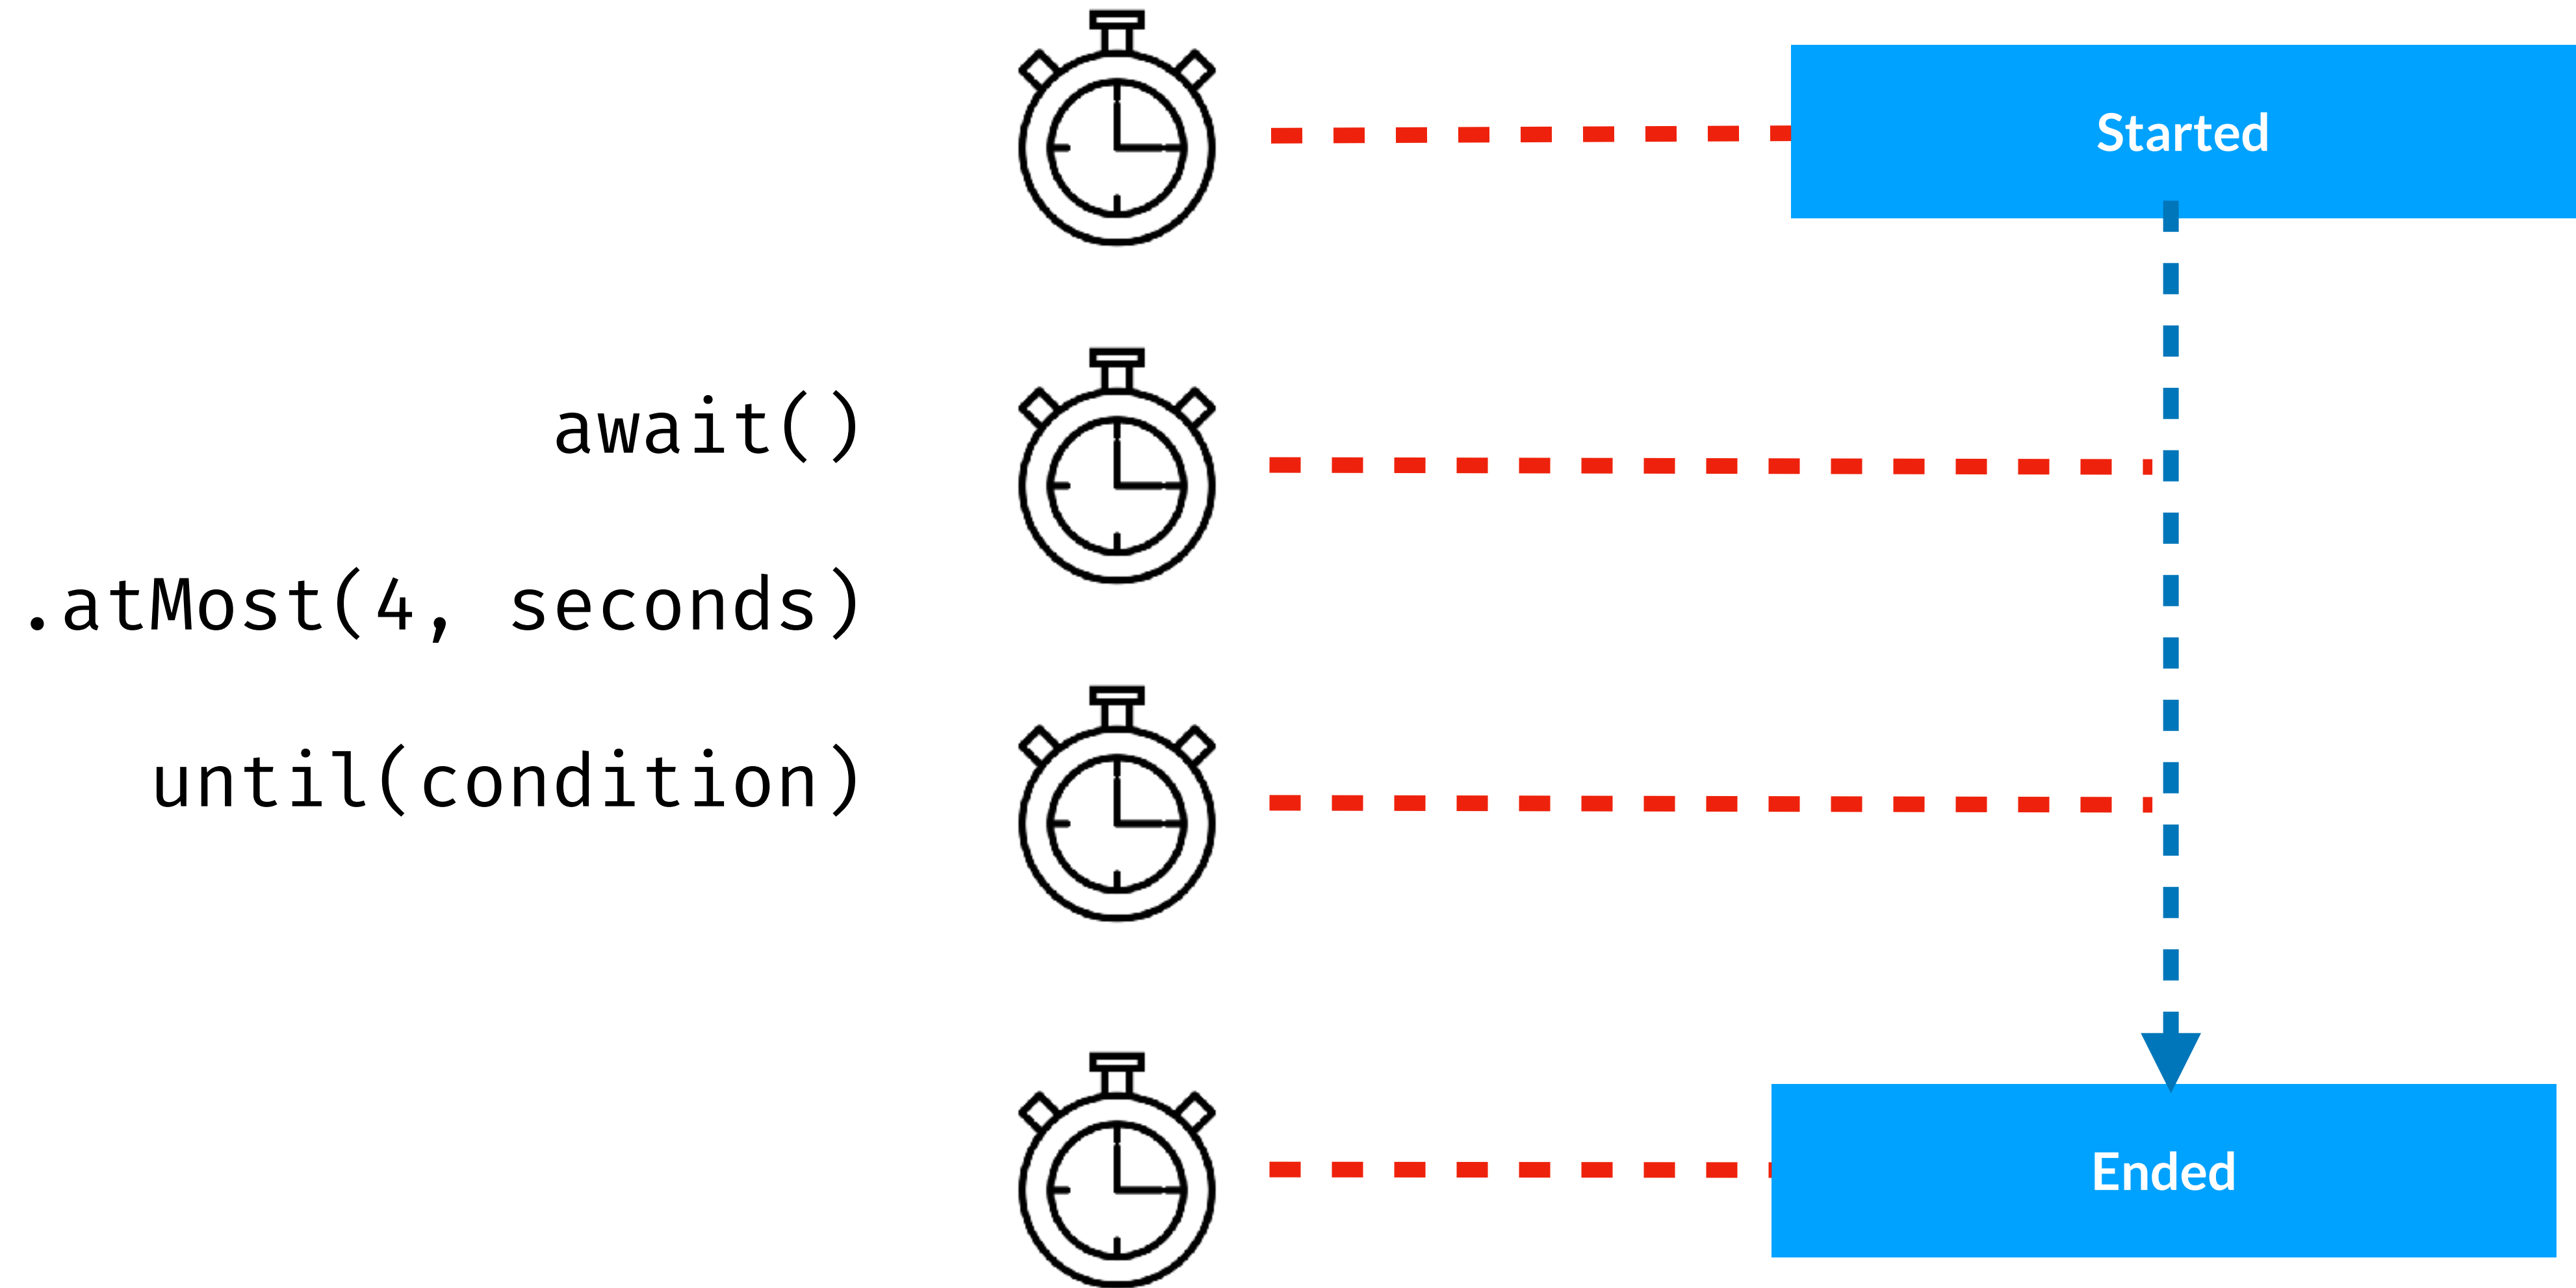 Started
await()
.atMost(4, seconds)
until(condition)
Ended